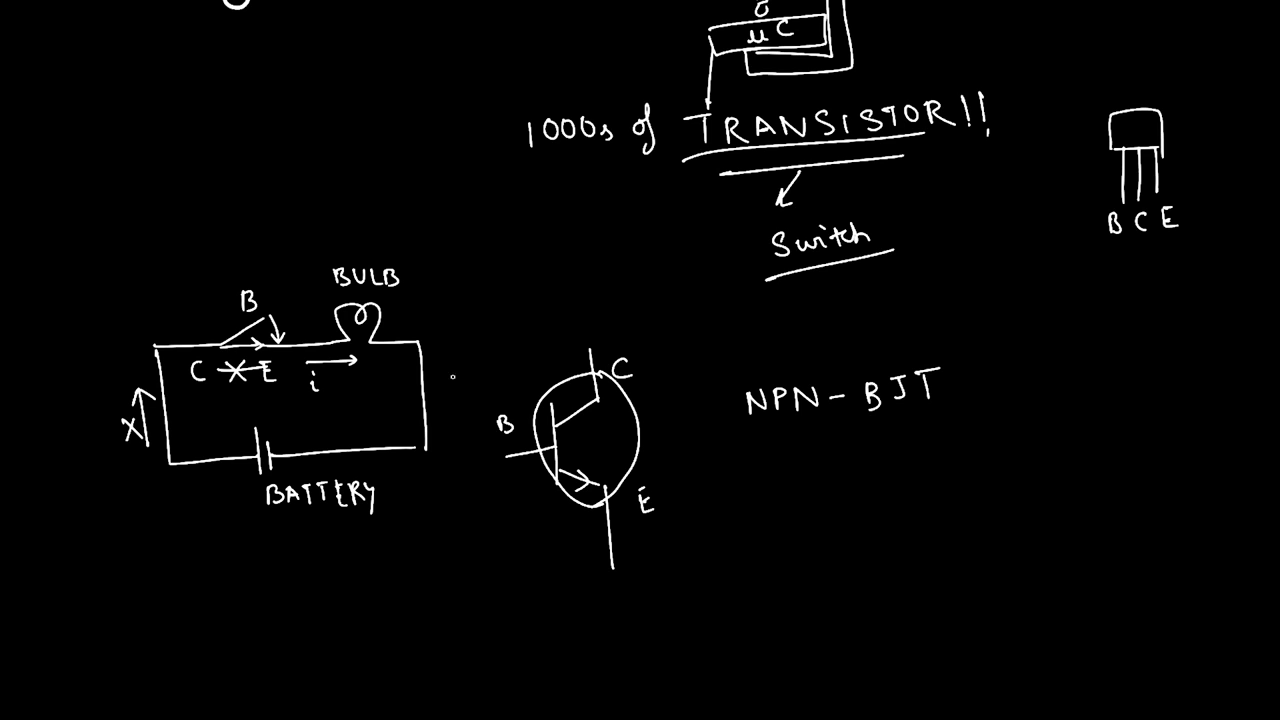 μC
1000s of TRANSISTOR!!
Switch
B C E
BULB
B
C E
i
X
BATTERY
C
B
E
NPN-BJT